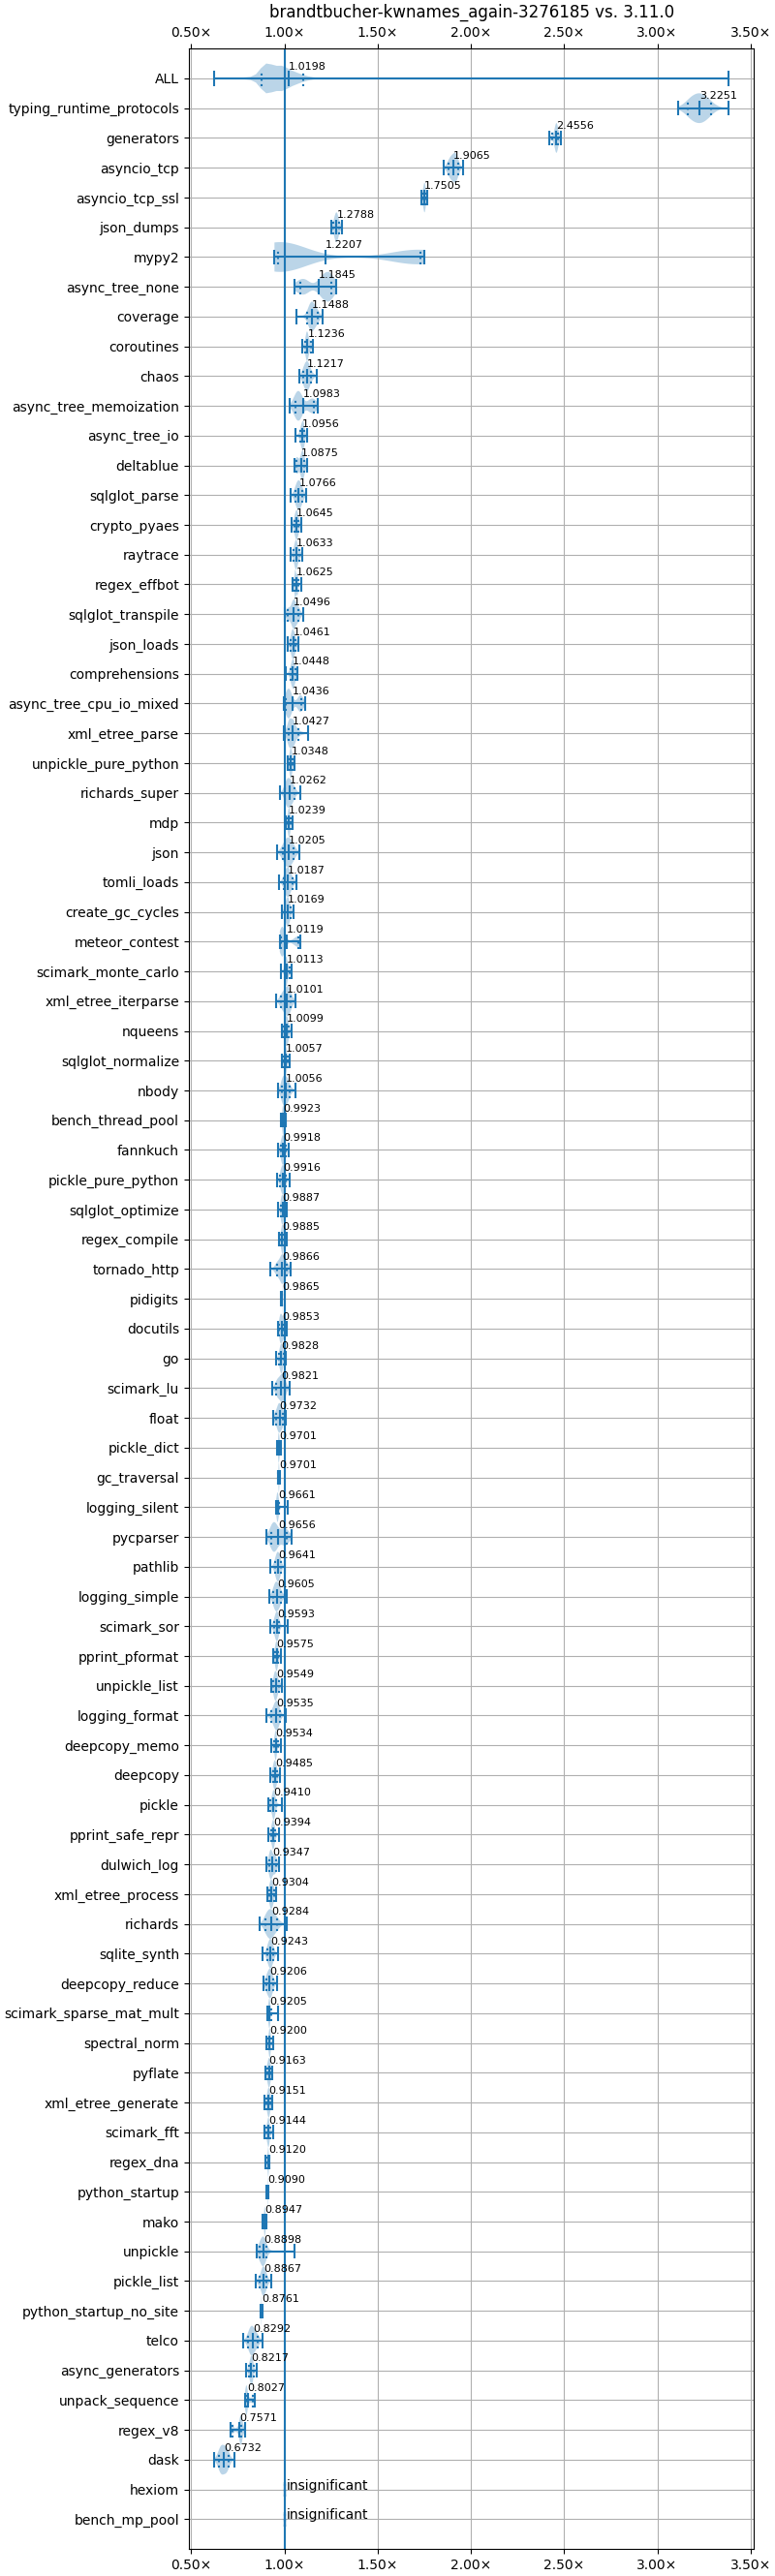 brandtbucher-kwnames_again-3276185 vs. 3.11.0
0.50× 1.00× 1.50× 2.00× 2.50× 3.00× 3.50×
ALL 1.0198
typing_runtime_protocols 3.2251
generators 2.4556
asyncio_tcp 1.9065
asyncio_tcp_ssl 1.7505
json_dumps 1.2788
mypy2 1.2207
async_tree_none 1.1845
coverage 1.1488
coroutines 1.1236
chaos 1.1217
async_tree_memoization 1.0983
async_tree_io 1.0956
deltablue 1.0875
sqlglot_parse 1.0766
crypto_pyaes 1.0645
raytrace 1.0633
regex_effbot 1.0625
sqlglot_transpile 1.0496
json_loads 1.0461
comprehensions 1.0448
async_tree_cpu_io_mixed 1.0436
xml_etree_parse 1.0427
unpickle_pure_python 1.0348
richards_super 1.0262
mdp 1.0239
json 1.0205
tomli_loads 1.0187
create_gc_cycles 1.0169
meteor_contest 1.0119
scimark_monte_carlo 1.0113
xml_etree_iterparse 1.0101
nqueens 1.0099
sqlglot_normalize 1.0057
nbody 1.0056
bench_thread_pool 0.9923
fannkuch 0.9918
pickle_pure_python 0.9916
sqlglot_optimize 0.9887
regex_compile 0.9885
tornado_http 0.9866
pidigits 0.9865
docutils 0.9853
go 0.9828
scimark_lu 0.9821
float 0.9732
pickle_dict 0.9701
gc_traversal 0.9701
logging_silent 0.9661
pycparser 0.9656
pathlib 0.9641
logging_simple 0.9605
scimark_sor 0.9593
pprint_pformat 0.9575
unpickle_list 0.9549
logging_format 0.9535
deepcopy_memo 0.9534
deepcopy 0.9485
pickle 0.9410
pprint_safe_repr 0.9394
dulwich_log 0.9347
xml_etree_process 0.9304
richards 0.9284
sqlite_synth 0.9243
deepcopy_reduce 0.9206
scimark_sparse_mat_mult 0.9205
spectral_norm 0.9200
pyflate 0.9163
xml_etree_generate 0.9151
scimark_fft 0.9144
regex_dna 0.9120
python_startup 0.9090
mako 0.8947
unpickle 0.8898
pickle_list 0.8867
python_startup_no_site 0.8761
telco 0.8292
async_generators 0.8217
unpack_sequence 0.8027
regex_v8 0.7571
dask 0.6732
hexiom insignificant
bench_mp_pool insignificant
0.50× 1.00× 1.50× 2.00× 2.50× 3.00× 3.50×